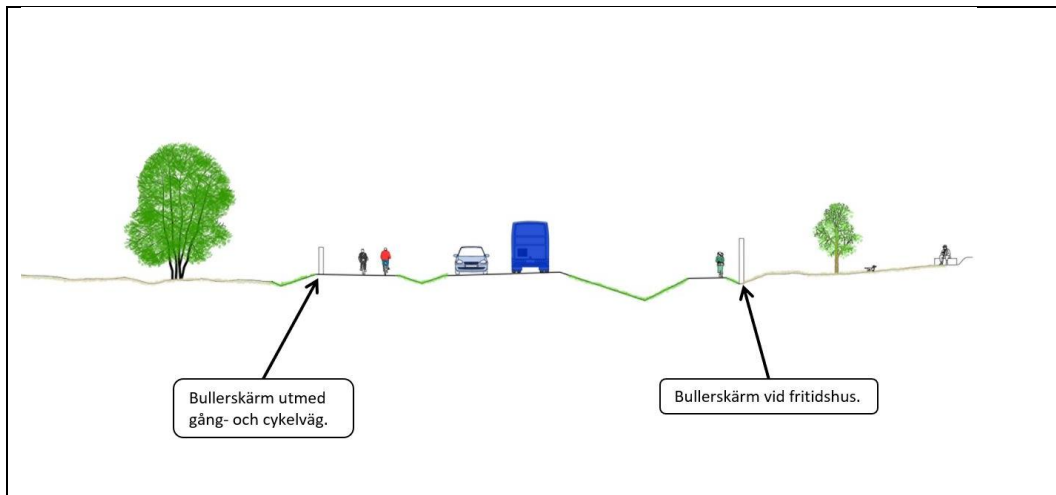 Bullerskärm utmed
gång- och cykelväg.
Bullerskärm vid fritidshus.